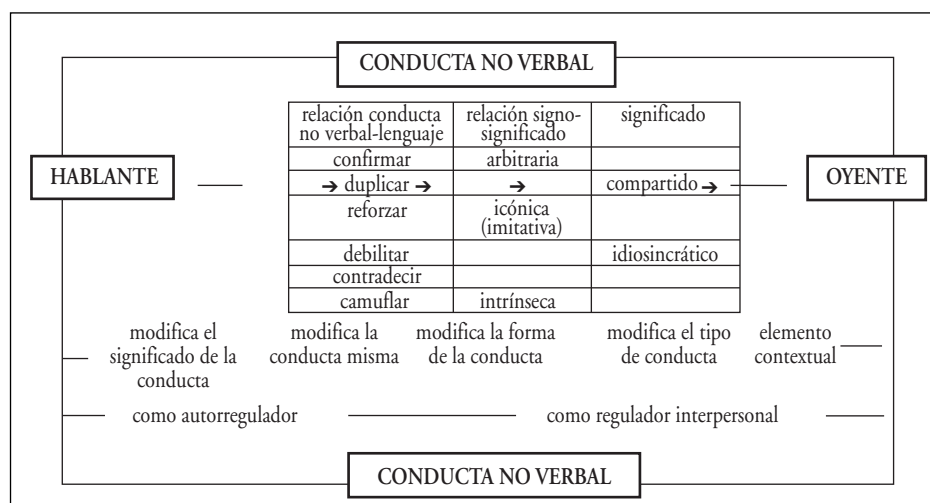 CONDUCTA NO VERBAL
relación conducta no verbal-lenguaje
relación signo-significado
significado
confirmar
arbitraria
HABLANTE
➔ duplicar ➔
➔
compartido ➔
OYENTE
reforzar
icónica (imitativa)
debilitar
idiosincrático
contradecir
camuflar
intrínseca
modifica el significado de la conducta
modifica la conducta misma
modifica la forma de la conducta
modifica el tipo de conducta
elemento contextual
como autorregulador
como regulador interpersonal
CONDUCTA NO VERBAL